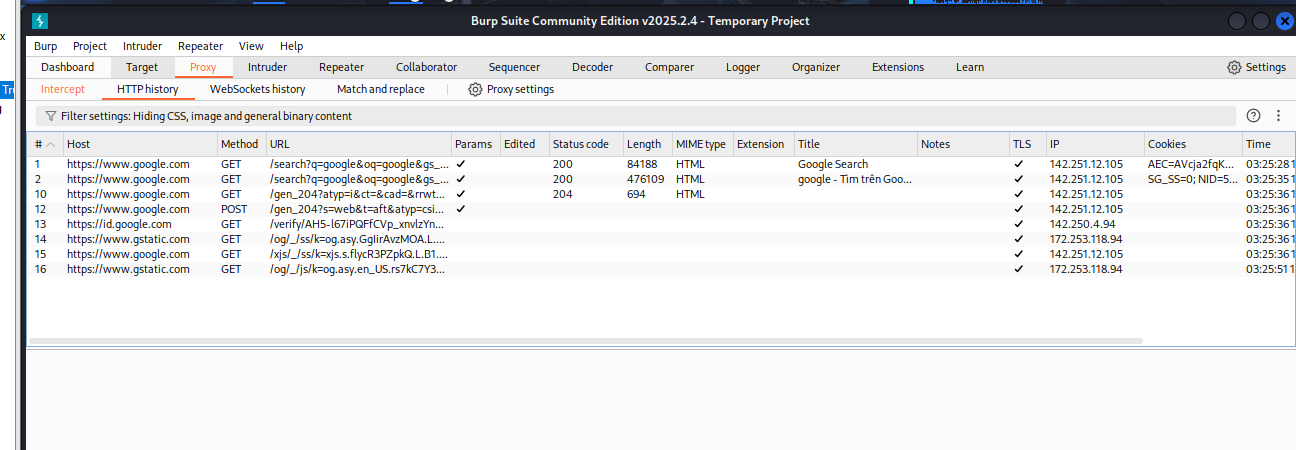 Burp Suite Community Edition v2025.2.4 - Temporary Project
Burp Project Intruder Repeater View Help
Dashboard Target Proxy Intruder Repeater Collaborator Sequencer Decoder Comparer Logger Organizer Extensions Learn Settings
Intercept HTTP history WebSockets history Match and replace Proxy settings
Filter settings: Hiding CSS, image and general binary content
# Host Method URL Params Edited Status code Length MIME type Extension Title Notes TLS IP Cookies Time
1 https://www.google.com GET /search?q=google&oq=google&gs_... ✓ 200 84188 HTML Google Search ✓ 142.251.12.105 AEC=AVcja2fqK... 03:25:28 1
2 https://www.google.com GET /search?q=google&oq=google&gs_... ✓ 200 476109 HTML google - Tìm trên Goo... ✓ 142.251.12.105 SG_SS=0; NID=5... 03:25:35 1
10 https://www.google.com GET /gen_204?atyp=i&ct=&cad=&rrwt... ✓ 204 694 HTML ✓ 142.251.12.105 03:25:36 1
12 https://www.google.com POST /gen_204?s=web&t=aft&atyp=csi... ✓ ✓ 142.251.12.105 03:25:36 1
13 https://id.google.com GET /verify/AH5-l67iPQFfCVp_xnvlzYn... ✓ 142.250.4.94 03:25:36 1
14 https://www.gstatic.com GET /og/_/ss/k=og.asy.GgIirAvzMOA.L.... ✓ 172.253.118.94 03:25:36 1
15 https://www.google.com GET /xjs/_/ss/k=xjs.s.flycR3PZpkQ.L.B1.... ✓ 142.251.12.105 03:25:36 1
16 https://www.gstatic.com GET /og/_/js/k=og.asy.en_US.rs7kC7Y3... ✓ 172.253.118.94 03:25:51 1